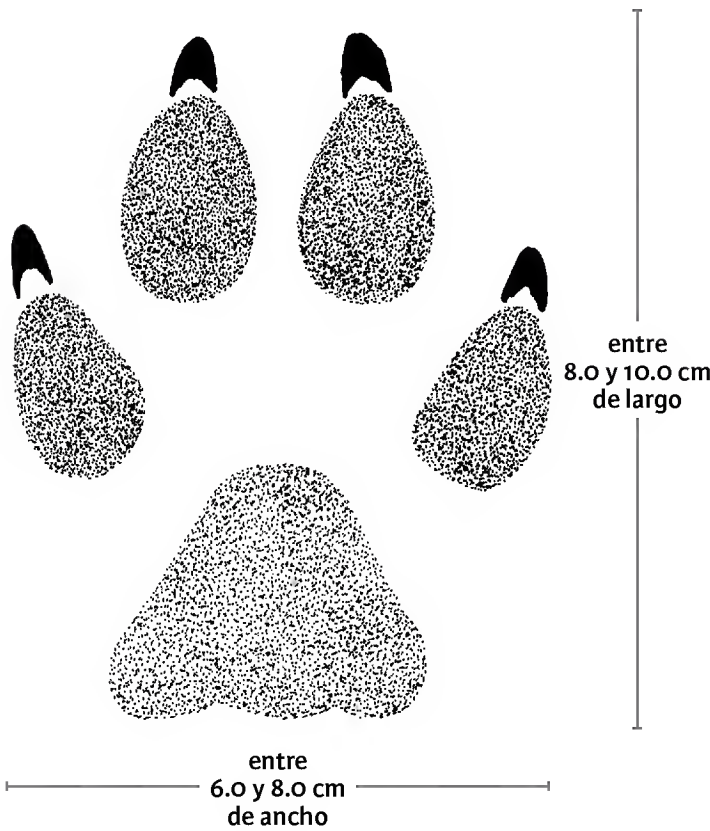 entre
8.0 y 10.0 cm
de largo
entre
6.0 y 8.0 cm
de ancho